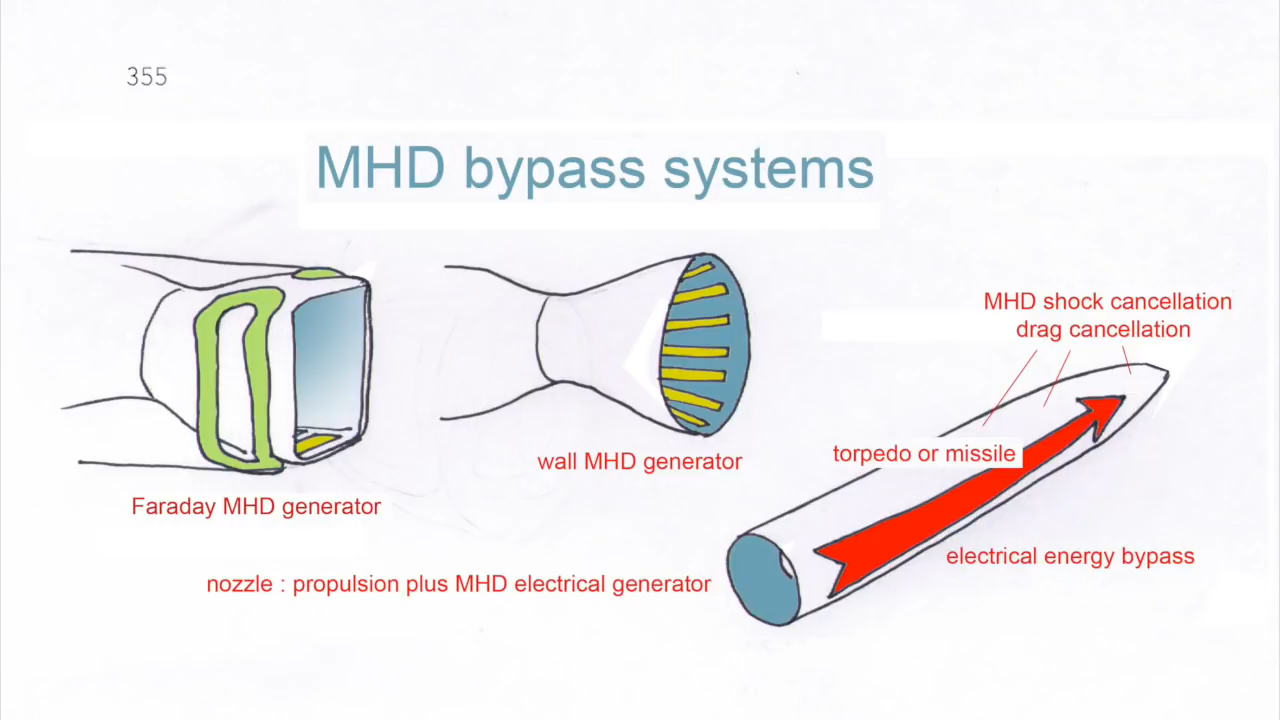 355
MHD bypass systems
MHD shock cancellation
drag cancellation
torpedo or missile
wall MHD generator
Faraday MHD generator
electrical energy bypass
nozzle : propulsion plus MHD electrical generator